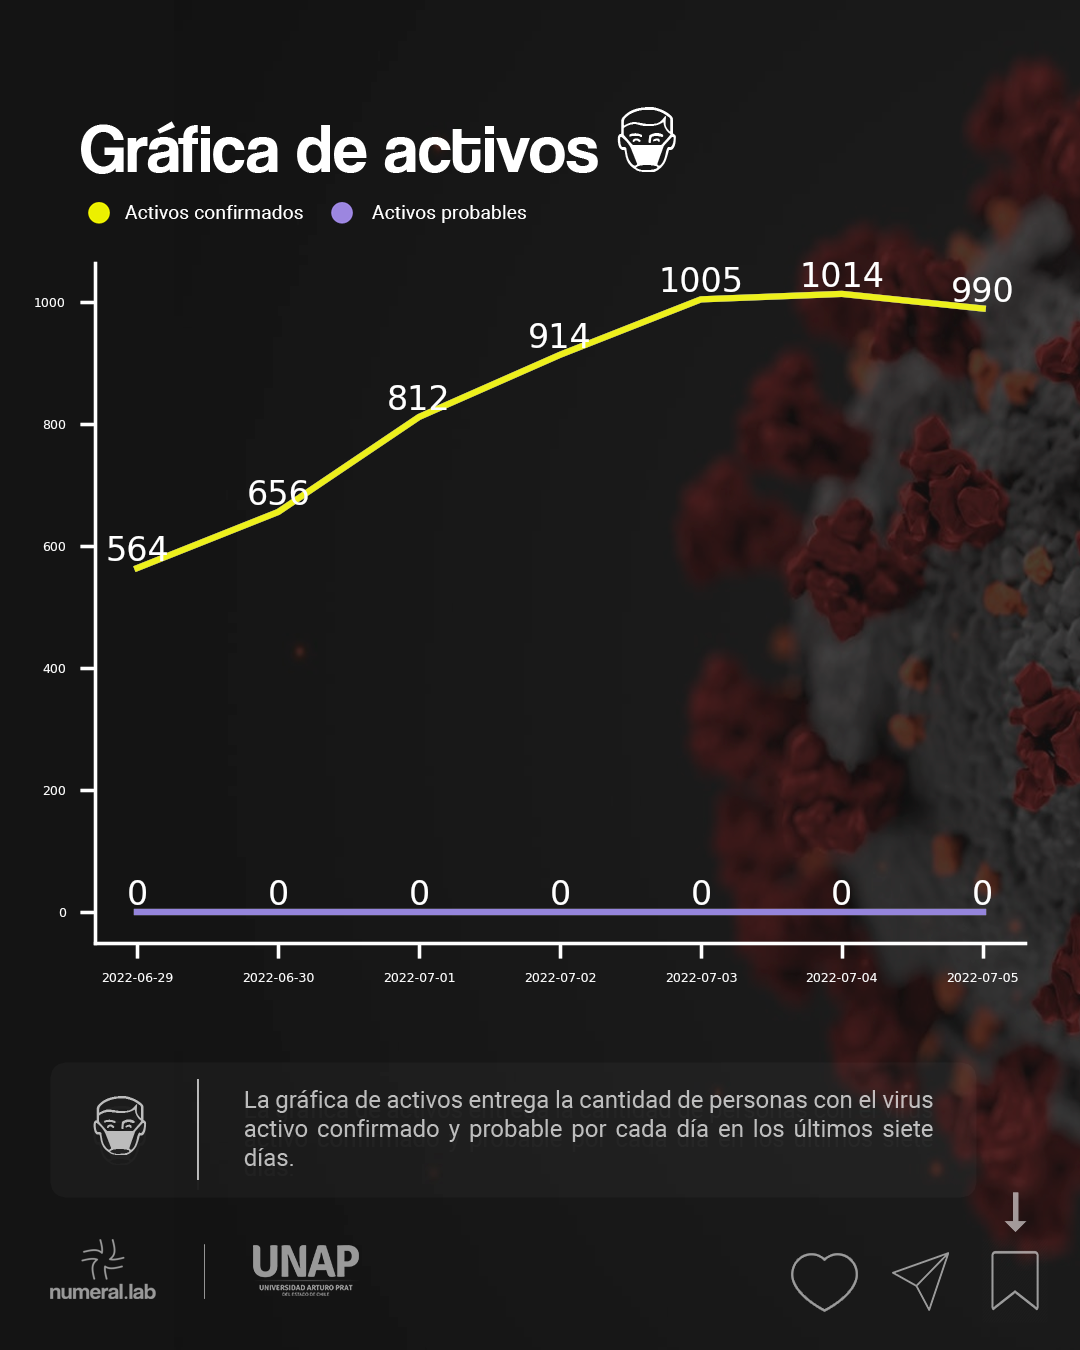 Gráfica de activos
Activos confirmados Activos probables
1000
800
600
400
200
0
564
656
812
914
1005
1014
990
0 0 0 0 0 0 0
2022-06-29 2022-06-30 2022-07-01 2022-07-02 2022-07-03 2022-07-04 2022-07-05
La gráfica de activos entrega la cantidad de personas con el virus
activo confirmado y probable por cada día en los últimos siete
días.
numeral.lab
UNAP
UNIVERSIDAD ARTURO PRAT
DEL ESTADO DE CHILE